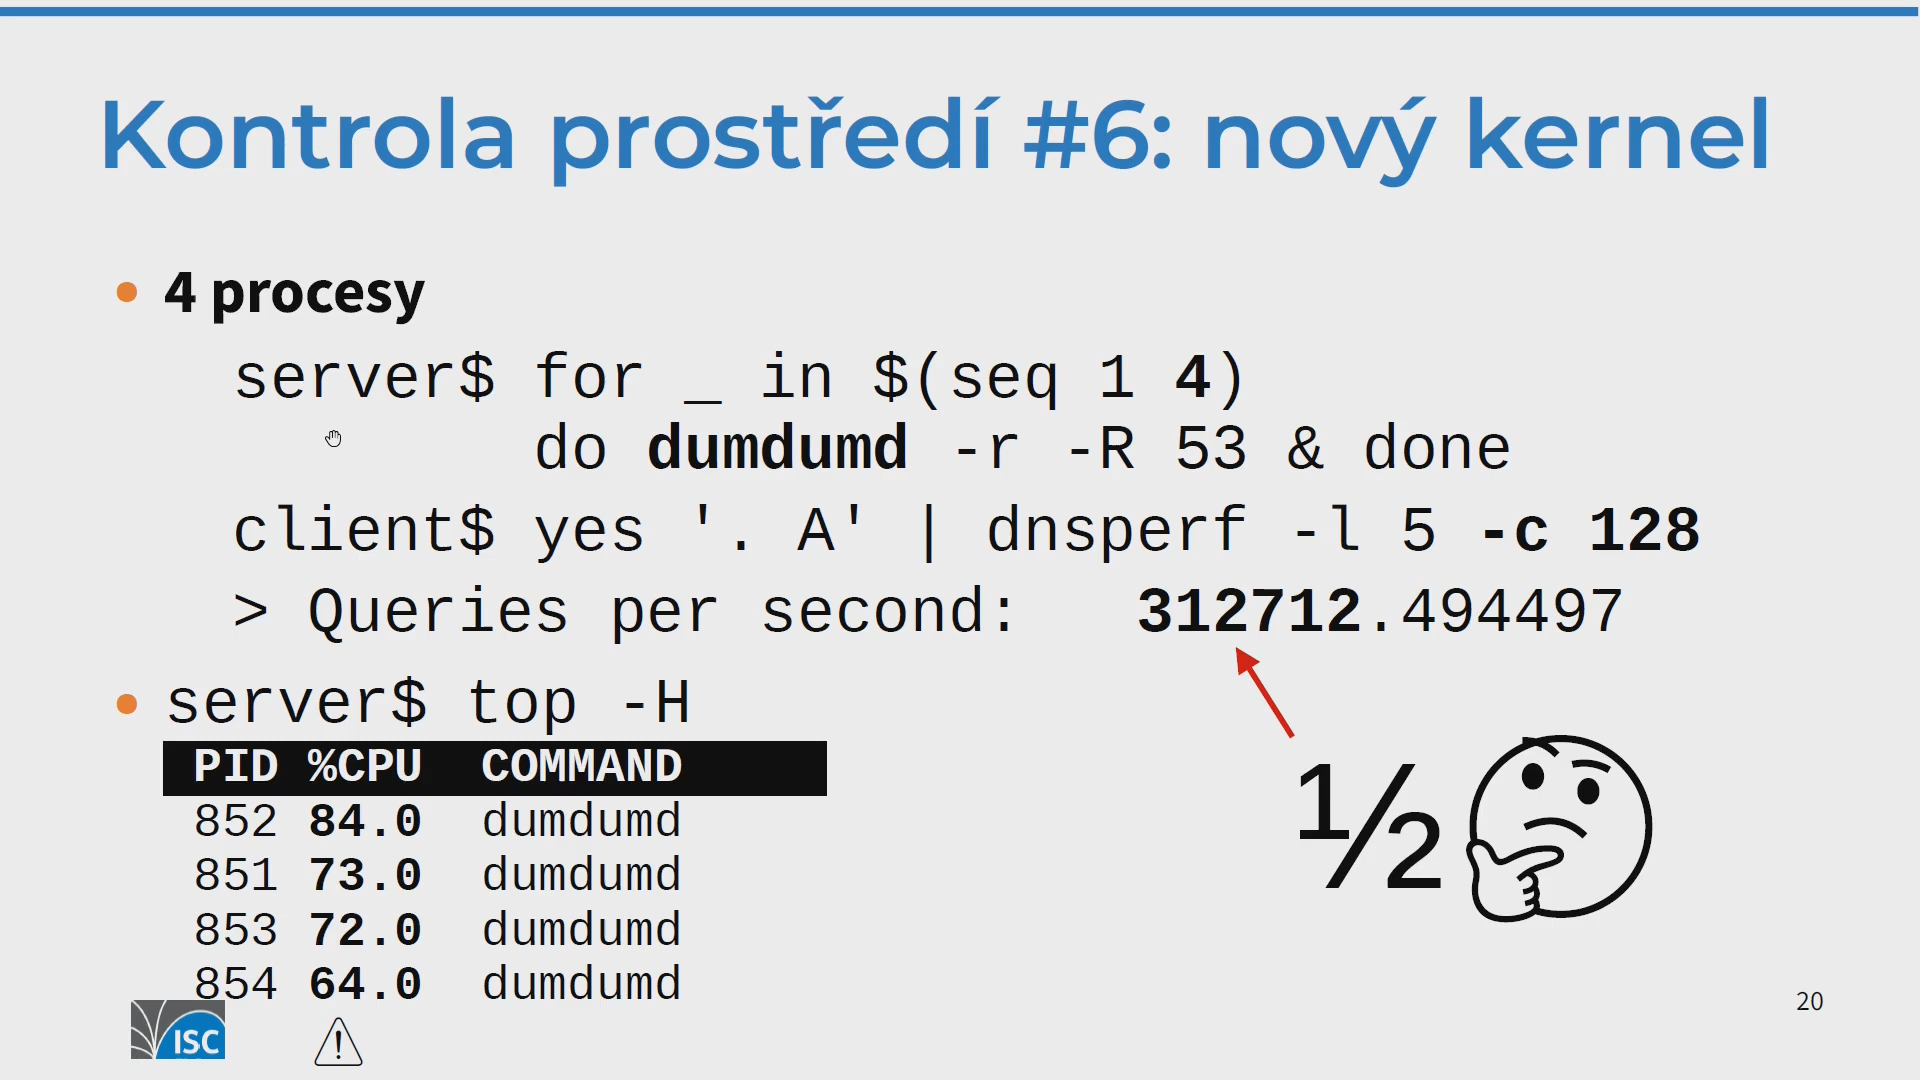 Kontrola prostředí #6: nový kernel
• 4 procesy
server$ for _ in $(seq 1 4)
do dumdumd -r -R 53 & done
client$ yes '. A' | dnsperf -l 5 -c 128
> Queries per second: 312712.494497
• server$ top -H
PID %CPU COMMAND
852 84.0 dumdumd
851 73.0 dumdumd
853 72.0 dumdumd
854 64.0 dumdumd
½
ISC
20